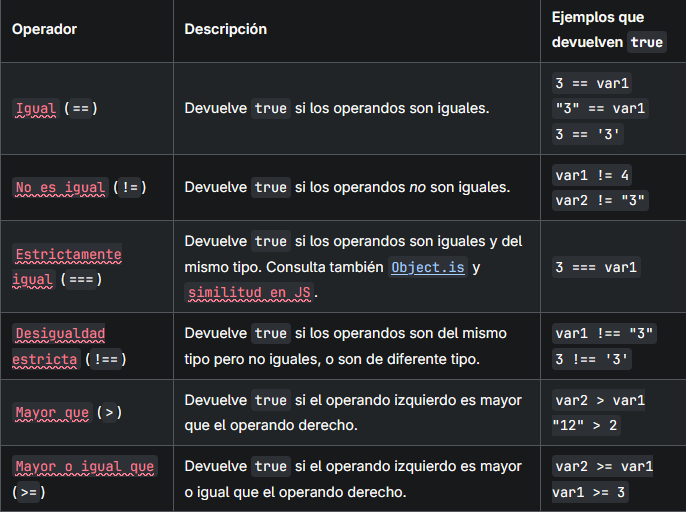 Operador
Descripción
Ejemplos que
devuelven true
Igual (==)
Devuelve true si los operandos son iguales.
3 == var1
"3" == var1
3 == '3'
No es igual (!=)
Devuelve true si los operandos no son iguales.
var1 != 4
var2 != "3"
Estrictamente
igual (===)
Devuelve true si los operandos son iguales y del
mismo tipo. Consulta también Object.is y
similitud en JS.
3 === var1
Desigualdad
estricta (!==)
Devuelve true si los operandos son del mismo
tipo pero no iguales, o son de diferente tipo.
var1 !== "3"
3 !== '3'
Mayor que (>)
Devuelve true si el operando izquierdo es mayor
que el operando derecho.
var2 > var1
"12" > 2
Mayor o igual que
(>=)
Devuelve true si el operando izquierdo es mayor
o igual que el operando derecho.
var2 >= var1
var1 >= 3